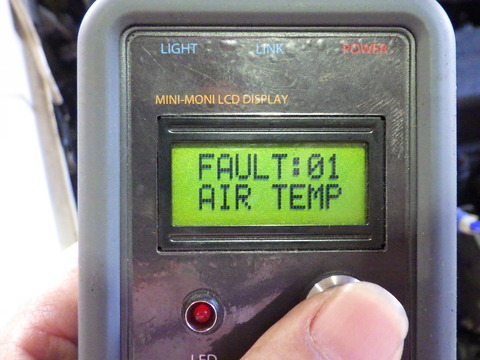 LIGHT LINK POWER
MINI-MONI LCD DISPLAY
FAULT:01
AIR TEMP
LED